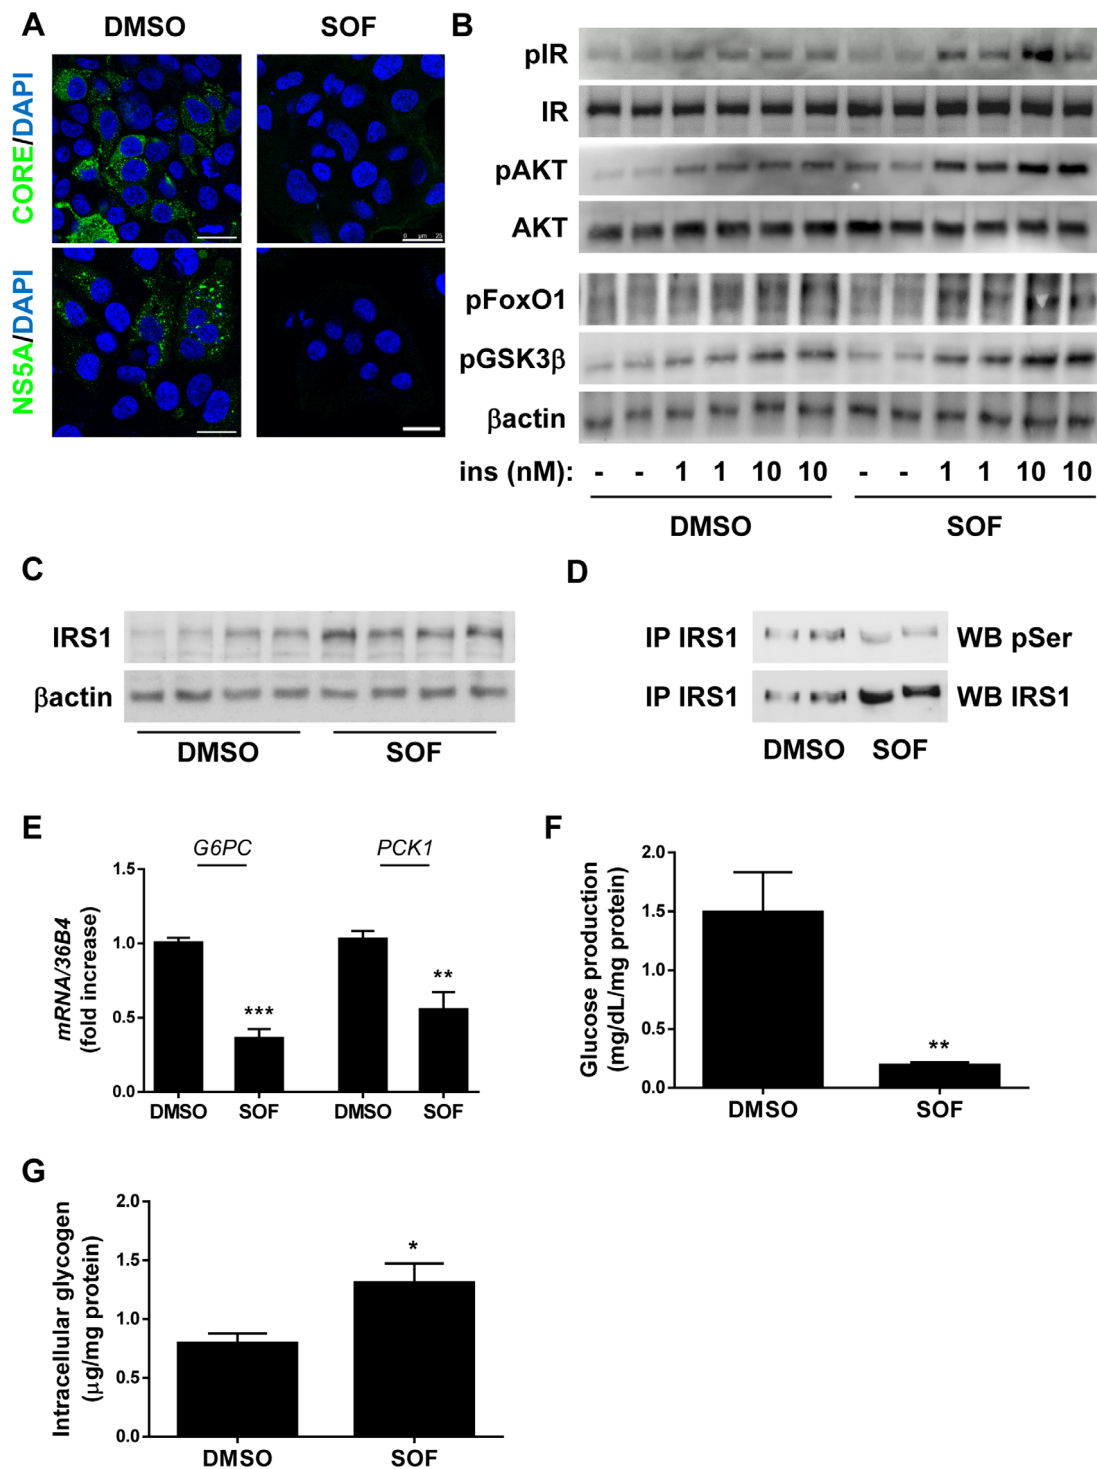 A
DMSO
SOF
CORE/DAPI
0 µm 25
NS5A/DAPI
B
pIR
IR
pAKT
AKT
pFoxO1
pGSK3β
βactin
ins (nM): - - 1 1 10 10 - - 1 1 10 10
DMSO
SOF
C
IRS1
βactin
DMSO
SOF
D
IP IRS1
WB pSer
IP IRS1
WB IRS1
DMSO
SOF
E
G6PC
PCK1
mRNA/36B4
(fold increase)
1.5
1.0
0.5
0.0
***
**
DMSO
SOF
DMSO
SOF
F
Glucose production
(mg/dL/mg protein)
2.0
1.5
1.0
0.5
0.0
**
DMSO
SOF
G
Intracellular glycogen
(µg/mg protein)
2.0
1.5
1.0
0.5
0.0
*
DMSO
SOF